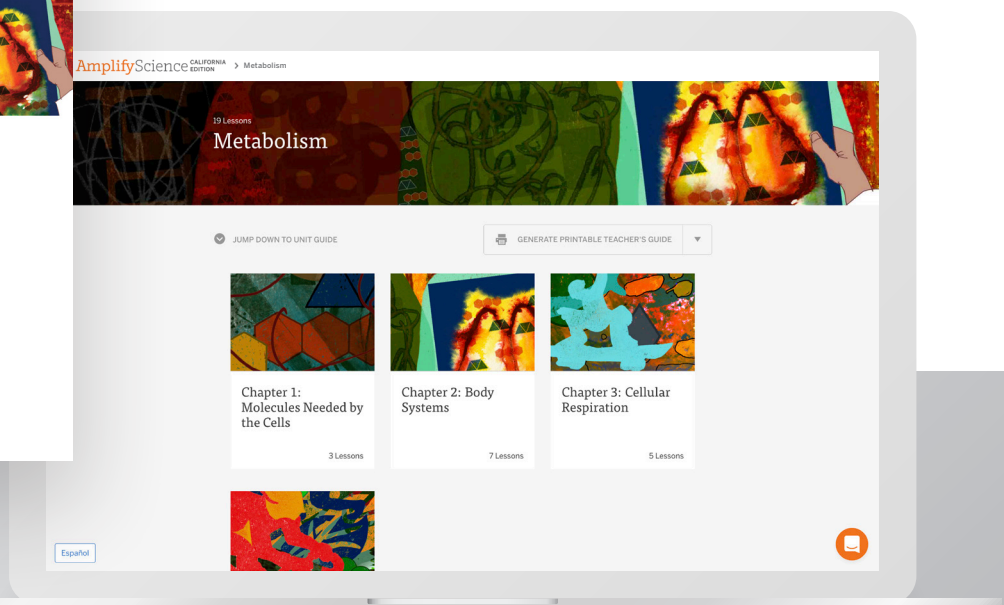 AmplifyScience CALIFORNIA EDITION > Metabolism
19 Lessons
Metabolism
JUMP DOWN TO UNIT GUIDE
GENERATE PRINTABLE TEACHER'S GUIDE
Chapter 1:
Molecules Needed by
the Cells
3 Lessons
Chapter 2: Body
Systems
7 Lessons
Chapter 3: Cellular
Respiration
5 Lessons
Español